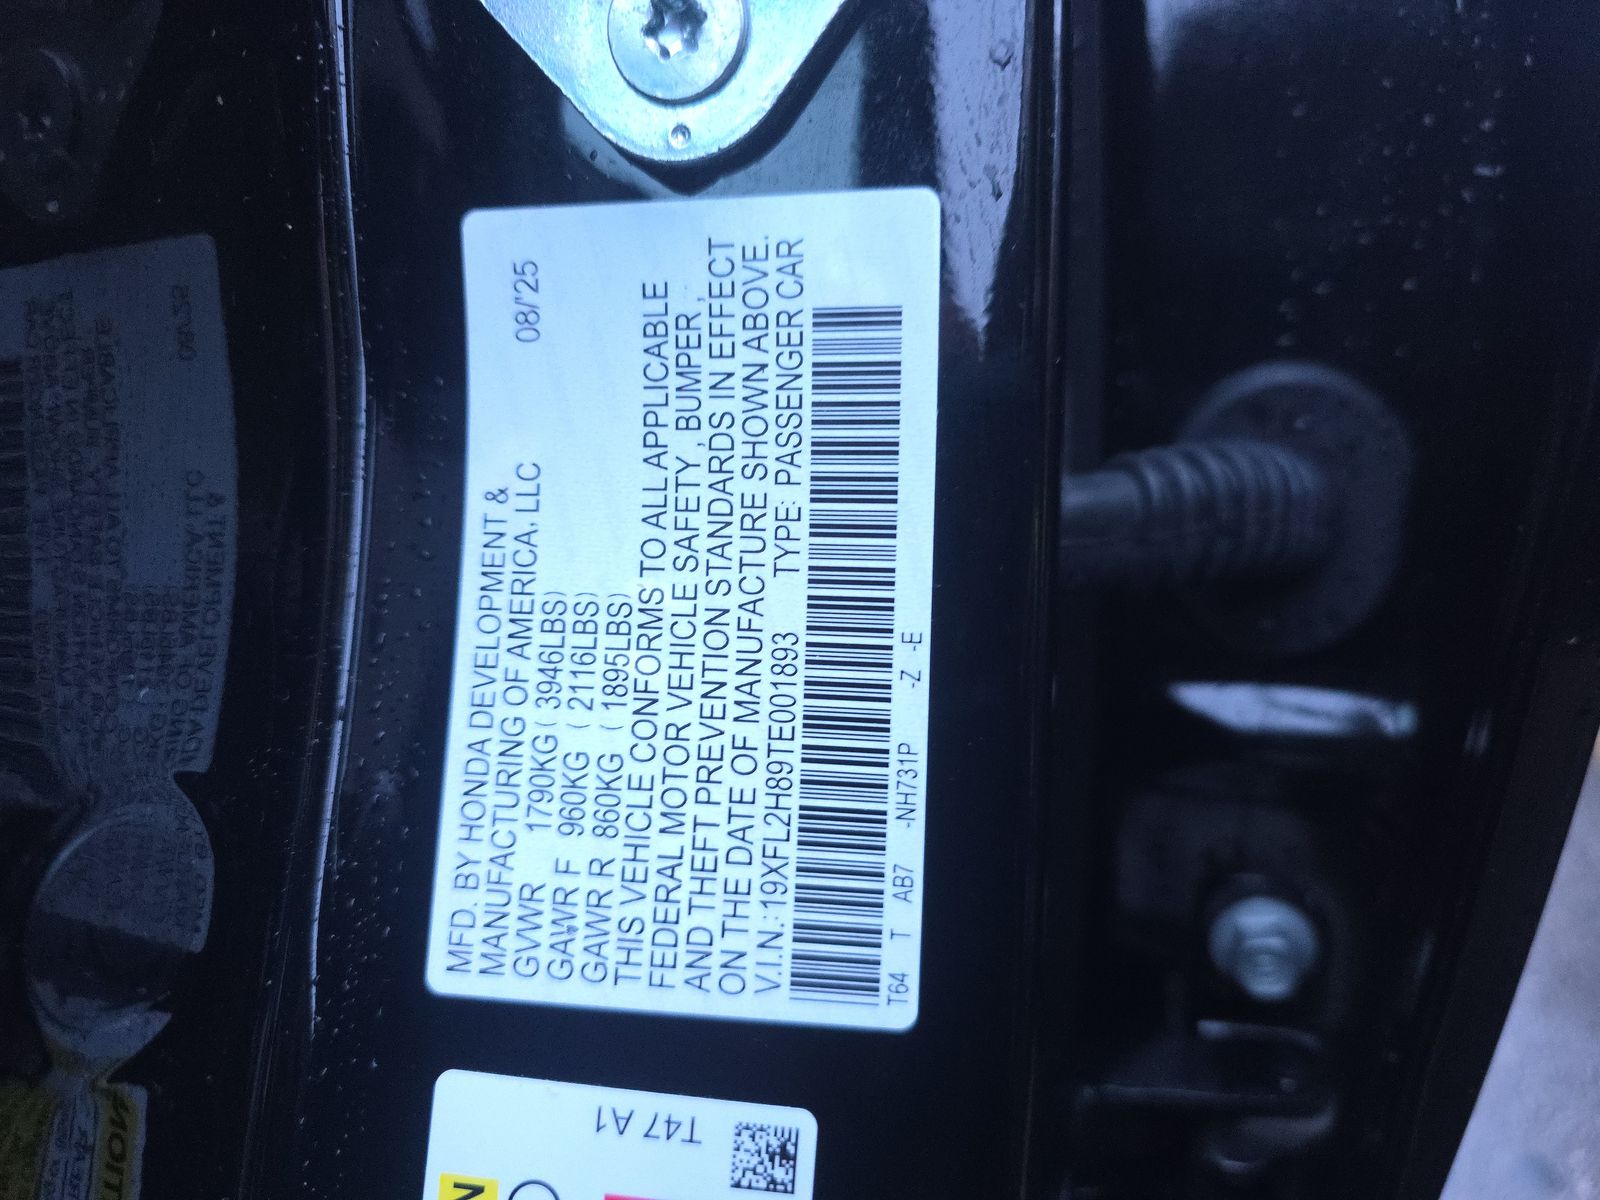 MFD. BY HONDA DEVELOPMENT &
MANUFACTURING OF AMERICA, LLC 08/'25
GVWR 1790KG ( 3946LBS)
GAWR F 960KG ( 2116LBS)
GAWR R 860KG ( 1895LBS)
THIS VEHICLE CONFORMS TO ALL APPLICABLE
FEDERAL MOTOR VEHICLE SAFETY , BUMPER ,
AND THEFT PREVENTION STANDARDS IN EFFECT
ON THE DATE OF MANUFACTURE SHOWN ABOVE.
V.I.N.: 19XFL2H89TE001893 TYPE: PASSENGER CAR
T64 T AB7 -NH731P -Z -E
T47 A1